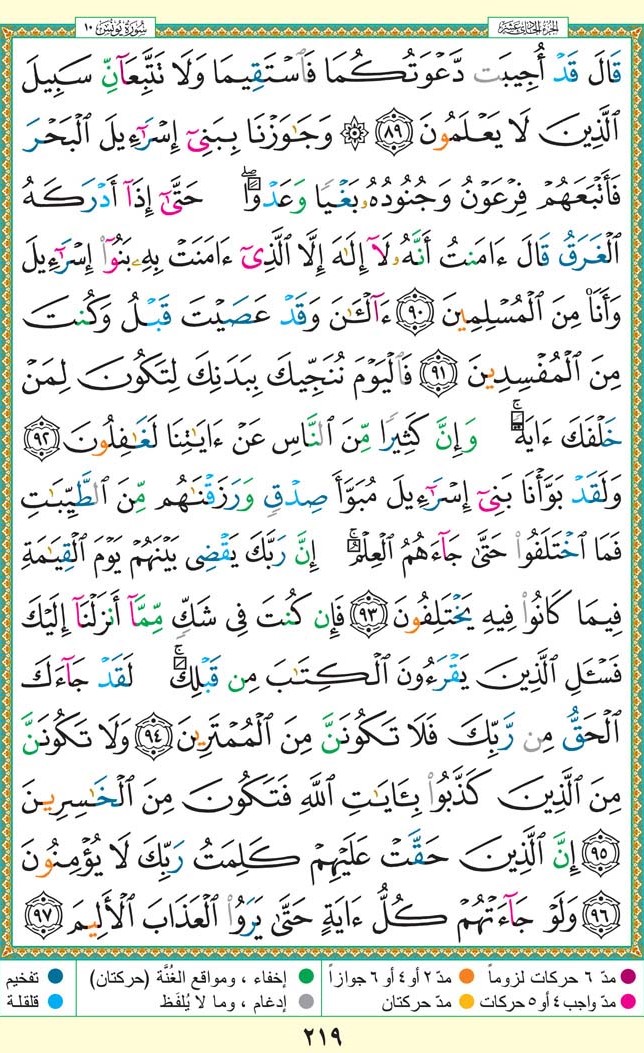 الجزء الحادي عشر
سُورَةُ يُونُسَ ١٠
قَالَ قَدْ أُجِيبَت دَّعْوَتُكُمَا فَٱسْتَقِيمَا وَلَا تَتَّبِعَآنِّ سَبِيلَ
ٱلَّذِينَ لَا يَعْلَمُونَ ٨٩ ۞ وَجَٰوَزْنَا بِبَنِىٓ إِسْرَٰٓءِيلَ ٱلْبَحْرَ
فَأَتْبَعَهُمْ فِرْعَوْنُ وَجُنُودُهُۥ بَغْيًا وَعَدْوًا ۖ حَتَّىٰٓ إِذَآ أَدْرَكَهُ
ٱلْغَرَقُ قَالَ ءَامَنتُ أَنَّهُۥ لَآ إِلَٰهَ إِلَّا ٱلَّذِىٓ ءَامَنَتْ بِهِۦ بَنُوٓا۟ إِسْرَٰٓءِيلَ
وَأَنَا۠ مِنَ ٱلْمُسْلِمِينَ ٩٠ ءَآلْـَٰٔنَ وَقَدْ عَصَيْتَ قَبْلُ وَكُنتَ
مِنَ ٱلْمُفْسِدِينَ ٩١ فَٱلْيَوْمَ نُنَجِّيكَ بِبَدَنِكَ لِتَكُونَ لِمَنْ
خَلْفَكَ ءَايَةً ۚ وَإِنَّ كَثِيرًا مِّنَ ٱلنَّاسِ عَنْ ءَايَٰتِنَا لَغَٰفِلُونَ ٩٢
وَلَقَدْ بَوَّأْنَا بَنِىٓ إِسْرَٰٓءِيلَ مُبَوَّأَ صِدْقٍ وَرَزَقْنَٰهُم مِّنَ ٱلطَّيِّبَٰتِ
فَمَا ٱخْتَلَفُوا۟ حَتَّىٰ جَآءَهُمُ ٱلْعِلْمُ ۚ إِنَّ رَبَّكَ يَقْضِى بَيْنَهُمْ يَوْمَ ٱلْقِيَٰمَةِ
فِيمَا كَانُوا۟ فِيهِ يَخْتَلِفُونَ ٩٣ فَإِن كُنتَ فِى شَكٍّ مِّمَّآ أَنزَلْنَآ إِلَيْكَ
فَسْـَٔلِ ٱلَّذِينَ يَقْرَءُونَ ٱلْكِتَٰبَ مِن قَبْلِكَ ۚ لَقَدْ جَآءَكَ
ٱلْحَقُّ مِن رَّبِّكَ فَلَا تَكُونَنَّ مِنَ ٱلْمُمْتَرِينَ ٩٤ وَلَا تَكُونَنَّ
مِنَ ٱلَّذِينَ كَذَّبُوا۟ بِـَٔايَٰتِ ٱللَّهِ فَتَكُونَ مِنَ ٱلْخَٰسِرِينَ
٩٥ إِنَّ ٱلَّذِينَ حَقَّتْ عَلَيْهِمْ كَلِمَتُ رَبِّكَ لَا يُؤْمِنُونَ
٩٦ وَلَوْ جَآءَتْهُمْ كُلُّ ءَايَةٍ حَتَّىٰ يَرَوُا۟ ٱلْعَذَابَ ٱلْأَلِيمَ ٩٧
مدّ ٦ حركات لزوماً مدّ ٢ أو ٤ أو ٦ جوازاً إخفاء ، ومواقع الغُنَّة (حركتان) تفخيم
مدّ واجب ٤ أو ٥ حركات مدّ حركتان إدغام ، وما لا يُلفَظ قلقلة
٢١٩